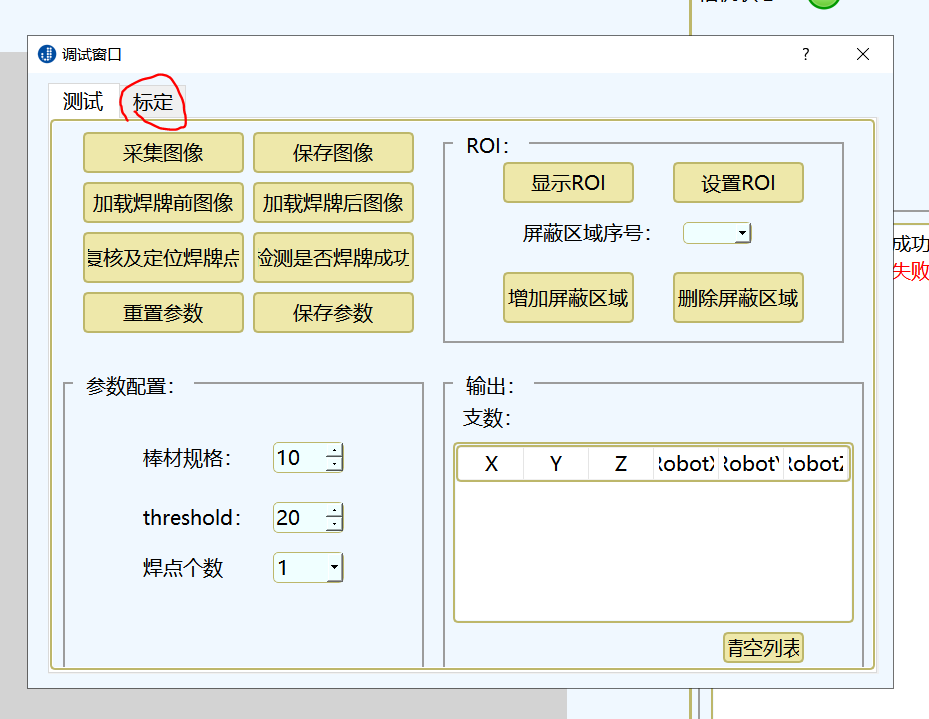 调试窗口
测试 标定
采集图像 保存图像
加载焊牌前图像 加载焊牌后图像
复核及定位焊牌点 检测是否焊牌成功
重置参数 保存参数
ROI:
显示ROI 设置ROI
屏蔽区域序号:
增加屏蔽区域 删除屏蔽区域
成功
失败
参数配置:
棒材规格: 10
threshold: 20
焊点个数 1
输出:
支数:
X Y Z RobotX RobotY RobotZ
清空列表